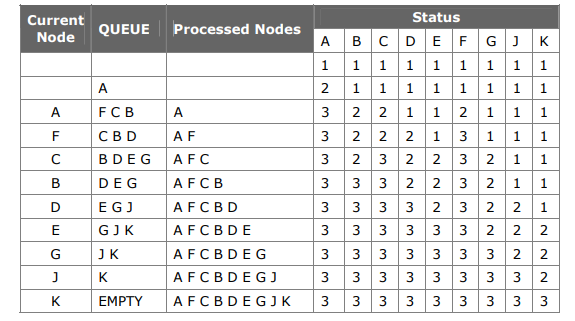 Current Node QUEUE Processed Nodes Status
A B C D E F G J K
1 1 1 1 1 1 1 1 1
A 2 1 1 1 1 1 1 1 1
A F C B A 3 2 2 1 1 2 1 1 1
F C B D A F 3 2 2 2 1 3 1 1 1
C B D E G A F C 3 2 3 2 2 3 2 1 1
B D E G A F C B 3 3 3 2 2 3 2 1 1
D E G J A F C B D 3 3 3 3 2 3 2 2 1
E G J K A F C B D E 3 3 3 3 3 3 2 2 2
G J K A F C B D E G 3 3 3 3 3 3 3 2 2
J K A F C B D E G J 3 3 3 3 3 3 3 3 2
K EMPTY A F C B D E G J K 3 3 3 3 3 3 3 3 3